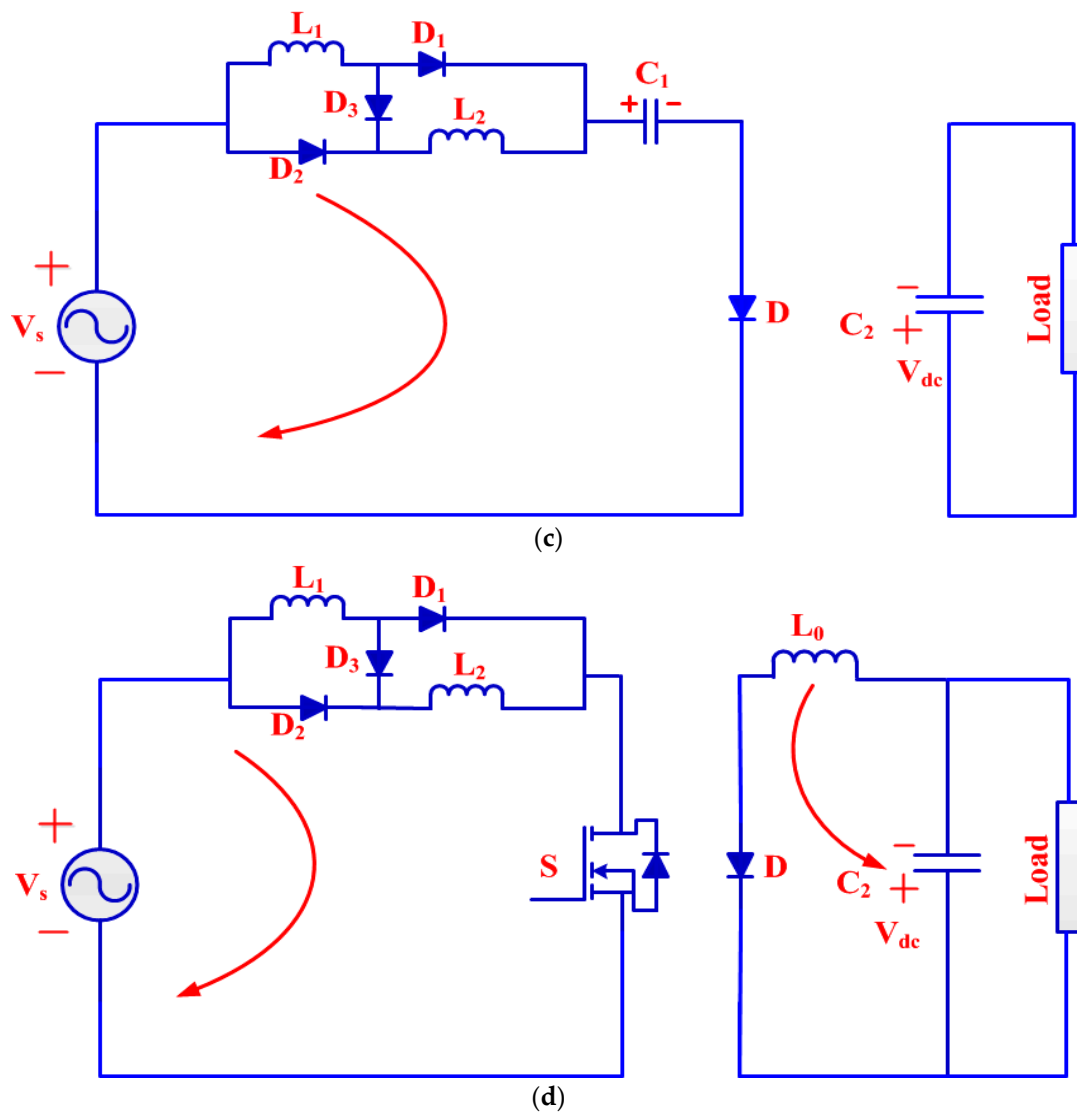 L1 D1 C1
+ -
D3 L2
D2
+
Vs
-
D
-
C2 +
Vdc
Load
(c)
L1 D1
D3 L2
D2
L0
+
Vs
-
S
D
-
C2 +
Vdc
Load
(d)